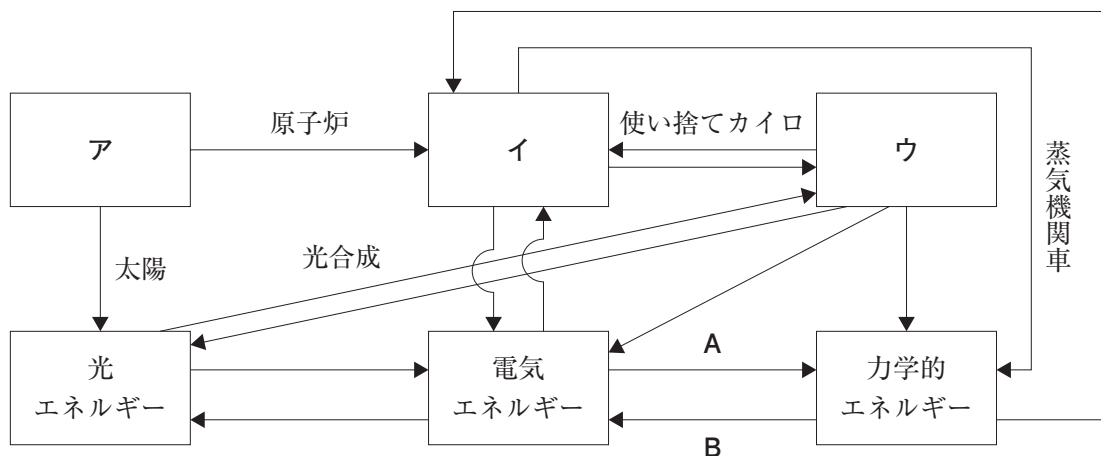 原子炉
使い捨てカイロ
ア
イ
ウ
蒸気機関車
太陽
光合成
A
光
エネルギー
電気
エネルギー
力学的
エネルギー
B